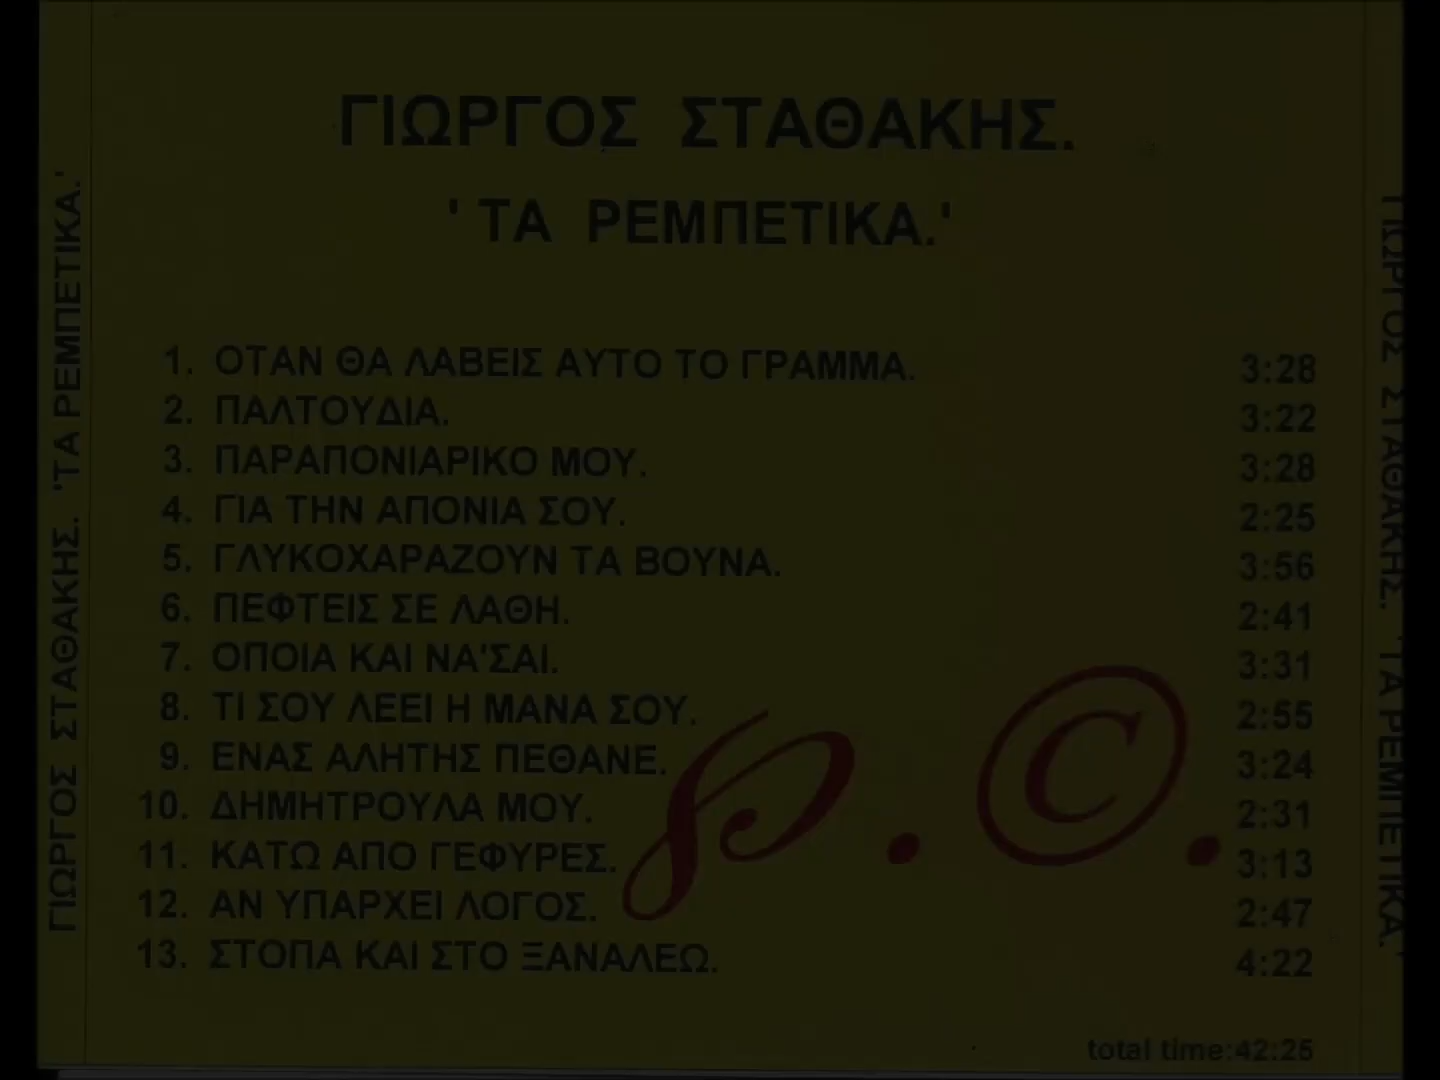 ΓΙΩΡΓΟΣ ΣΤΑΘΑΚΗΣ.
' ΤΑ ΡΕΜΠΕΤΙΚΑ.'
1. ΟΤΑΝ ΘΑ ΛΑΒΕΙΣ ΑΥΤΟ ΤΟ ΓΡΑΜΜΑ. 3:28
2. ΠΑΛΤΟΥΔΙΑ. 3:22
3. ΠΑΡΑΠΟΝΙΑΡΙΚΟ ΜΟΥ. 3:28
4. ΓΙΑ ΤΗΝ ΑΠΟΝΙΑ ΣΟΥ. 2:25
5. ΓΛΥΚΟΧΑΡΑΖΟΥΝ ΤΑ ΒΟΥΝΑ. 3:56
6. ΠΕΦΤΕΙΣ ΣΕ ΛΑΘΗ. 2:41
7. ΟΠΟΙΑ ΚΑΙ ΝΑ'ΣΑΙ. 3:31
8. ΤΙ ΣΟΥ ΛΕΕΙ Η ΜΑΝΑ ΣΟΥ. 2:55
9. ΕΝΑΣ ΑΛΗΤΗΣ ΠΕΘΑΝΕ. 3:24
10. ΔΗΜΗΤΡΟΥΛΑ ΜΟΥ. 2:31
11. ΚΑΤΩ ΑΠΟ ΓΕΦΥΡΕΣ. 3:13
12. ΑΝ ΥΠΑΡΧΕΙ ΛΟΓΟΣ. 2:47
13. ΣΤΟΠΑ ΚΑΙ ΣΤΟ ΞΑΝΑΛΕΩ. 4:22
℘.©.
total time:42:25
ΓΙΩΡΓΟΣ ΣΤΑΘΑΚΗΣ. 'ΤΑ ΡΕΜΠΕΤΙΚΑ.'
ΓΙΩΡΓΟΣ ΣΤΑΘΑΚΗΣ. 'ΤΑ ΡΕΜΠΕΤΙΚΑ.'